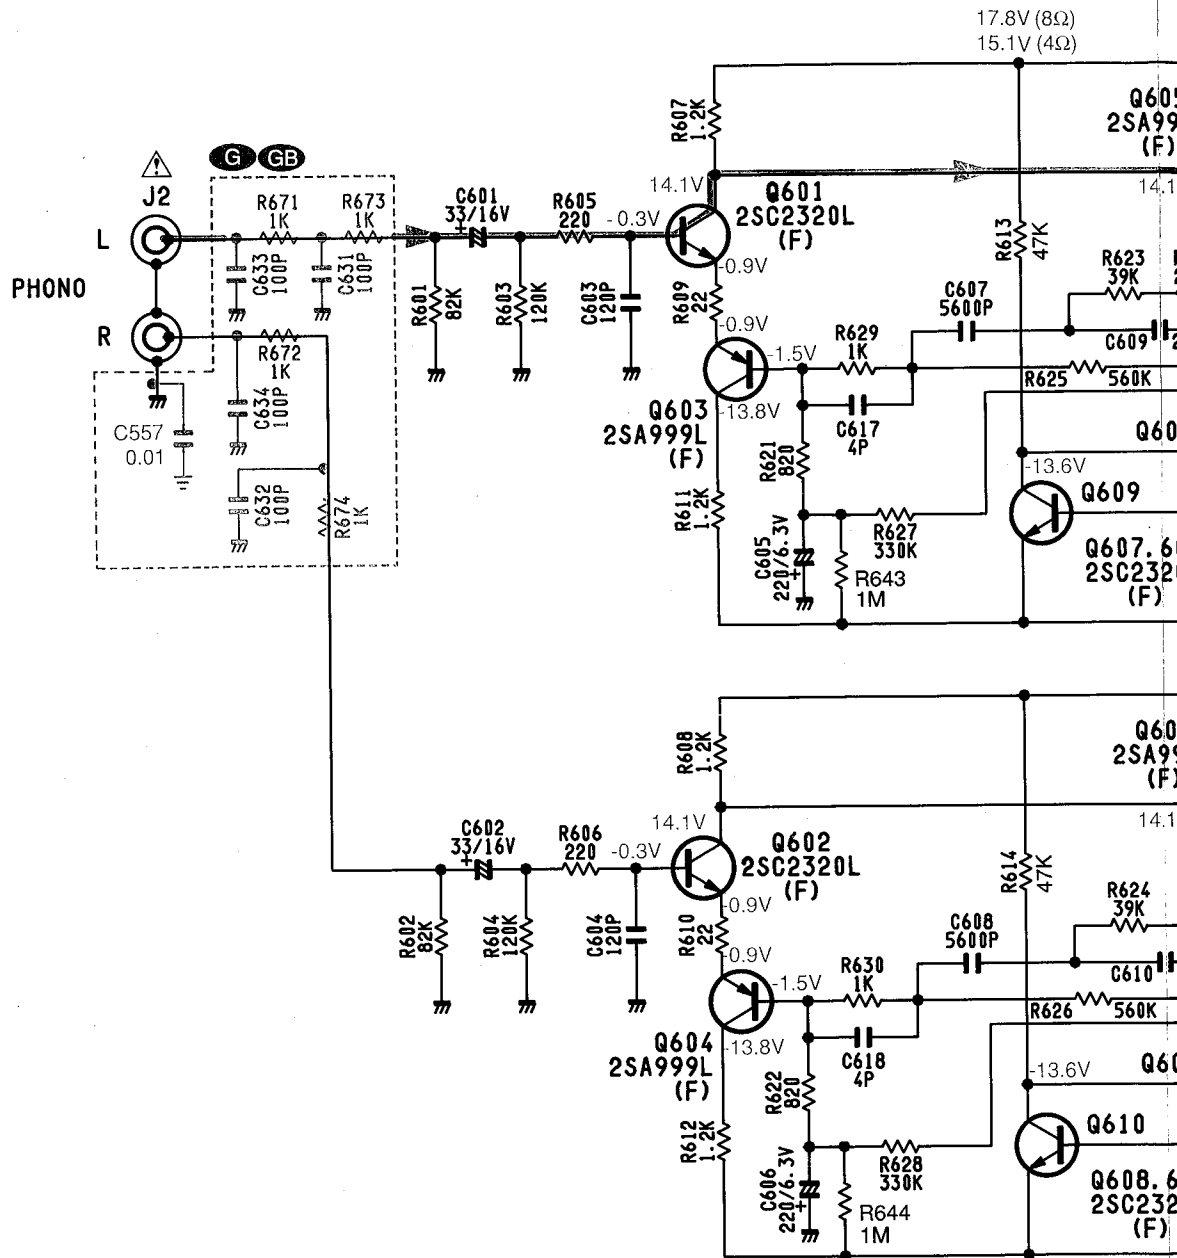 17.8V (8Ω)
15.1V (4Ω)
R607
1.2K
14.1V
Q601
2SC2320L
(F)
Q605
2SA99
(F)
14.1
G GB
J2
L
PHONO
R
R671
1K
R673
1K
C633
100P
C631
100P
R672
1K
C634
100P
C557
0.01
C632
100P
R674
1K
C601
33/16V
+
R605
220
-0.3V
R601
82K
R603
120K
C603
120P
-0.9V
R609
22
-0.9V
-1.5V
R629
1K
C607
5600P
R613
47K
R623
39K
C609
2
R625
560K
Q603
2SA999L
(F)
-13.8V
C617
4P
R621
820
R611
1.2K
C605
220/6.3V
+
R627
330K
R643
1M
-13.6V
Q60
Q609
Q607.6
2SC232
(F)
R608
1.2K
14.1V
Q602
2SC2320L
(F)
Q60
2SA99
(F)
14.1
C602
33/16V
+
R606
220
-0.3V
R602
82K
R604
120K
C604
120P
-0.9V
R610
22
-0.9V
-1.5V
R630
1K
C608
5600P
R614
47K
R624
39K
C610
R626
560K
Q604
2SA999L
(F)
-13.8V
C618
4P
R622
820
R612
1.2K
C606
220/6.3V
+
R628
330K
R644
1M
-13.6V
Q60
Q610
Q608.6
2SC232
(F)